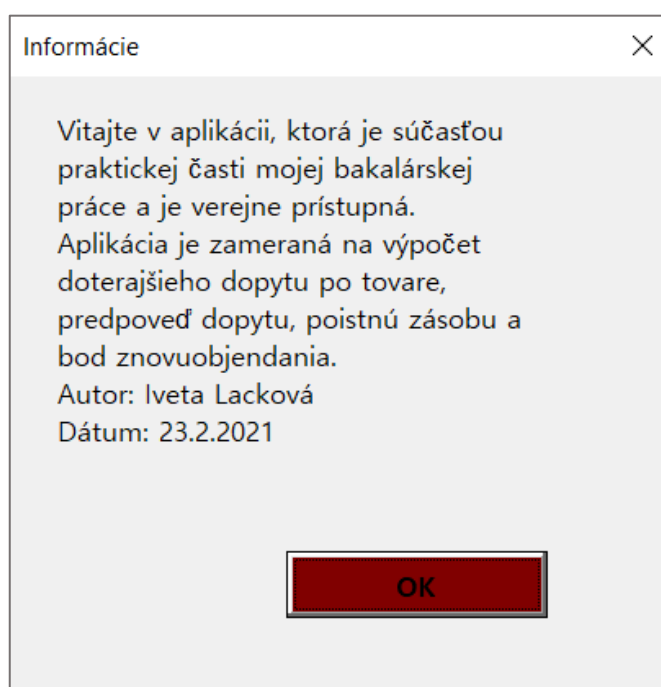 Informácie
Vitajte v aplikácii, ktorá je súčasťou
praktickej časti mojej bakalárskej
práce a je verejne prístupná.
Aplikácia je zameraná na výpočet
doterajšieho dopytu po tovare,
predpoveď dopytu, poistnú zásobu a
bod znovuobjendania.
Autor: Iveta Lacková
Dátum: 23.2.2021
OK